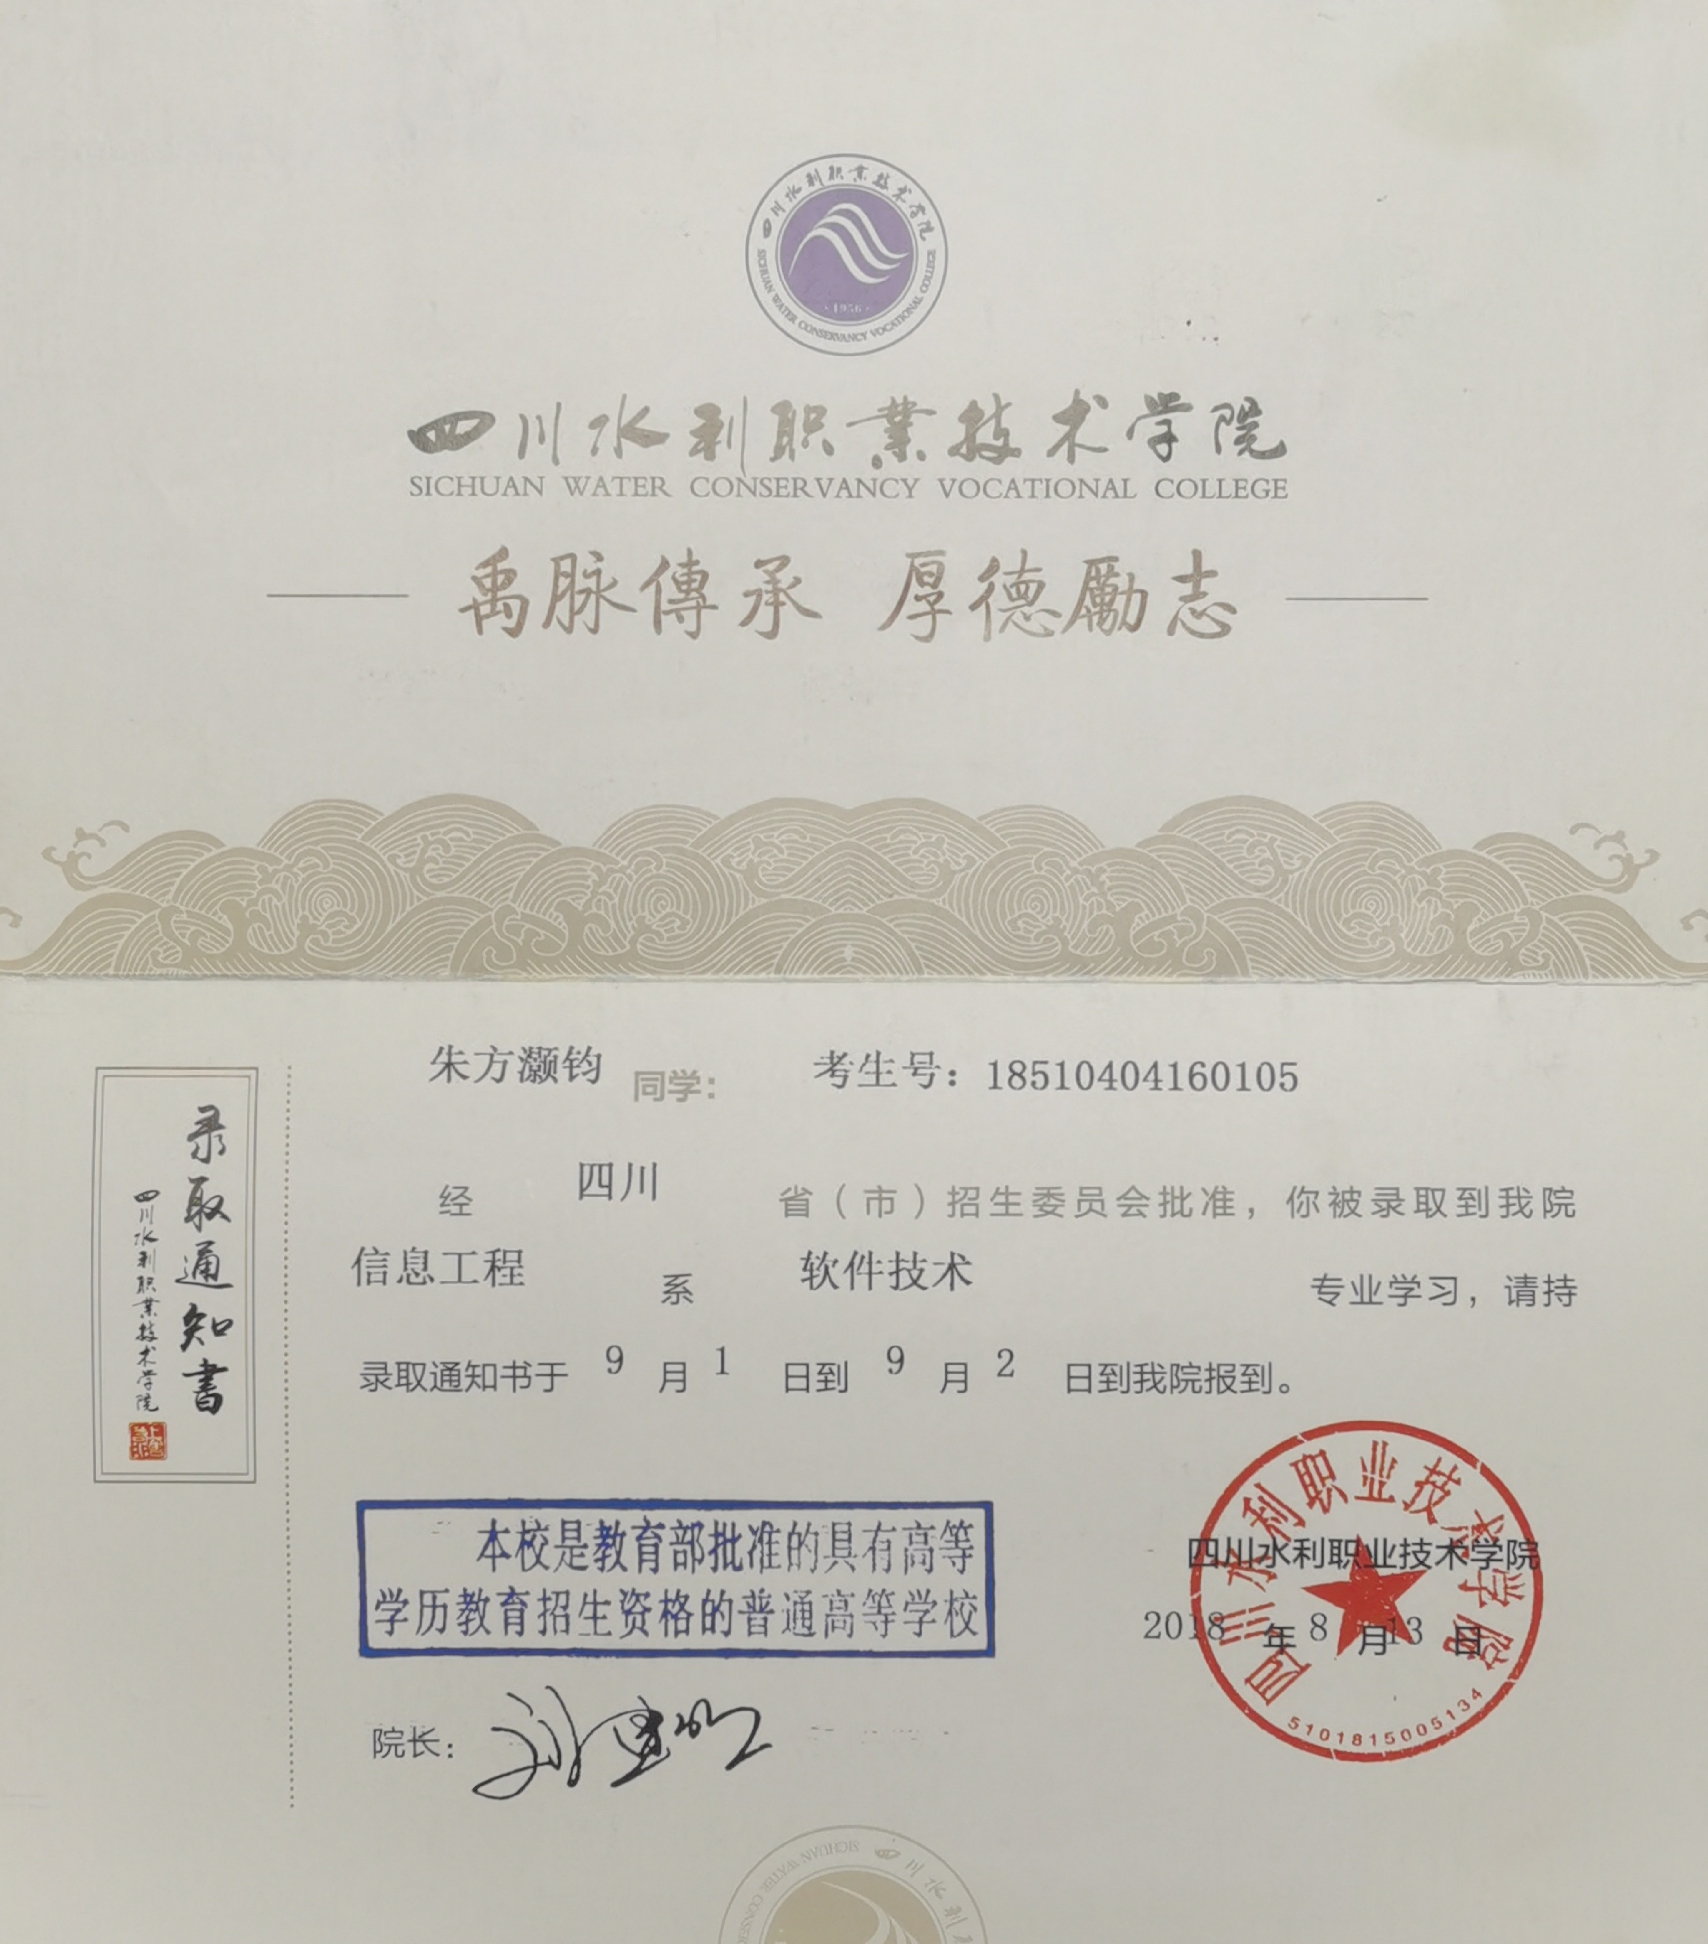 四川水利职业技术学院
SICHUAN WATER CONSERVANCY VOCATIONAL COLLEGE
·1956·
四川水利职業技术学院
SICHUAN WATER CONSERVANCY VOCATIONAL COLLEGE
禹脉傳承 厚德勵志
录取通知書
四川水利职業技术学院
朱方灏钧 同学： 考生号：18510404160105
经 四川 省（市）招生委员会批准，你被录取到我院
信息工程 系 软件技术 专业学习，请持
录取通知书于 9 月 1 日到 9 月 2 日到我院报到。
本校是教育部批准的具有高等
学历教育招生资格的普通高等学校
四川水利职业技术学院
四川水利职业技术学院
2018 年 8 月 13 日
5101815005134
院长：
四川水利
SICHUAN WATER CONSER